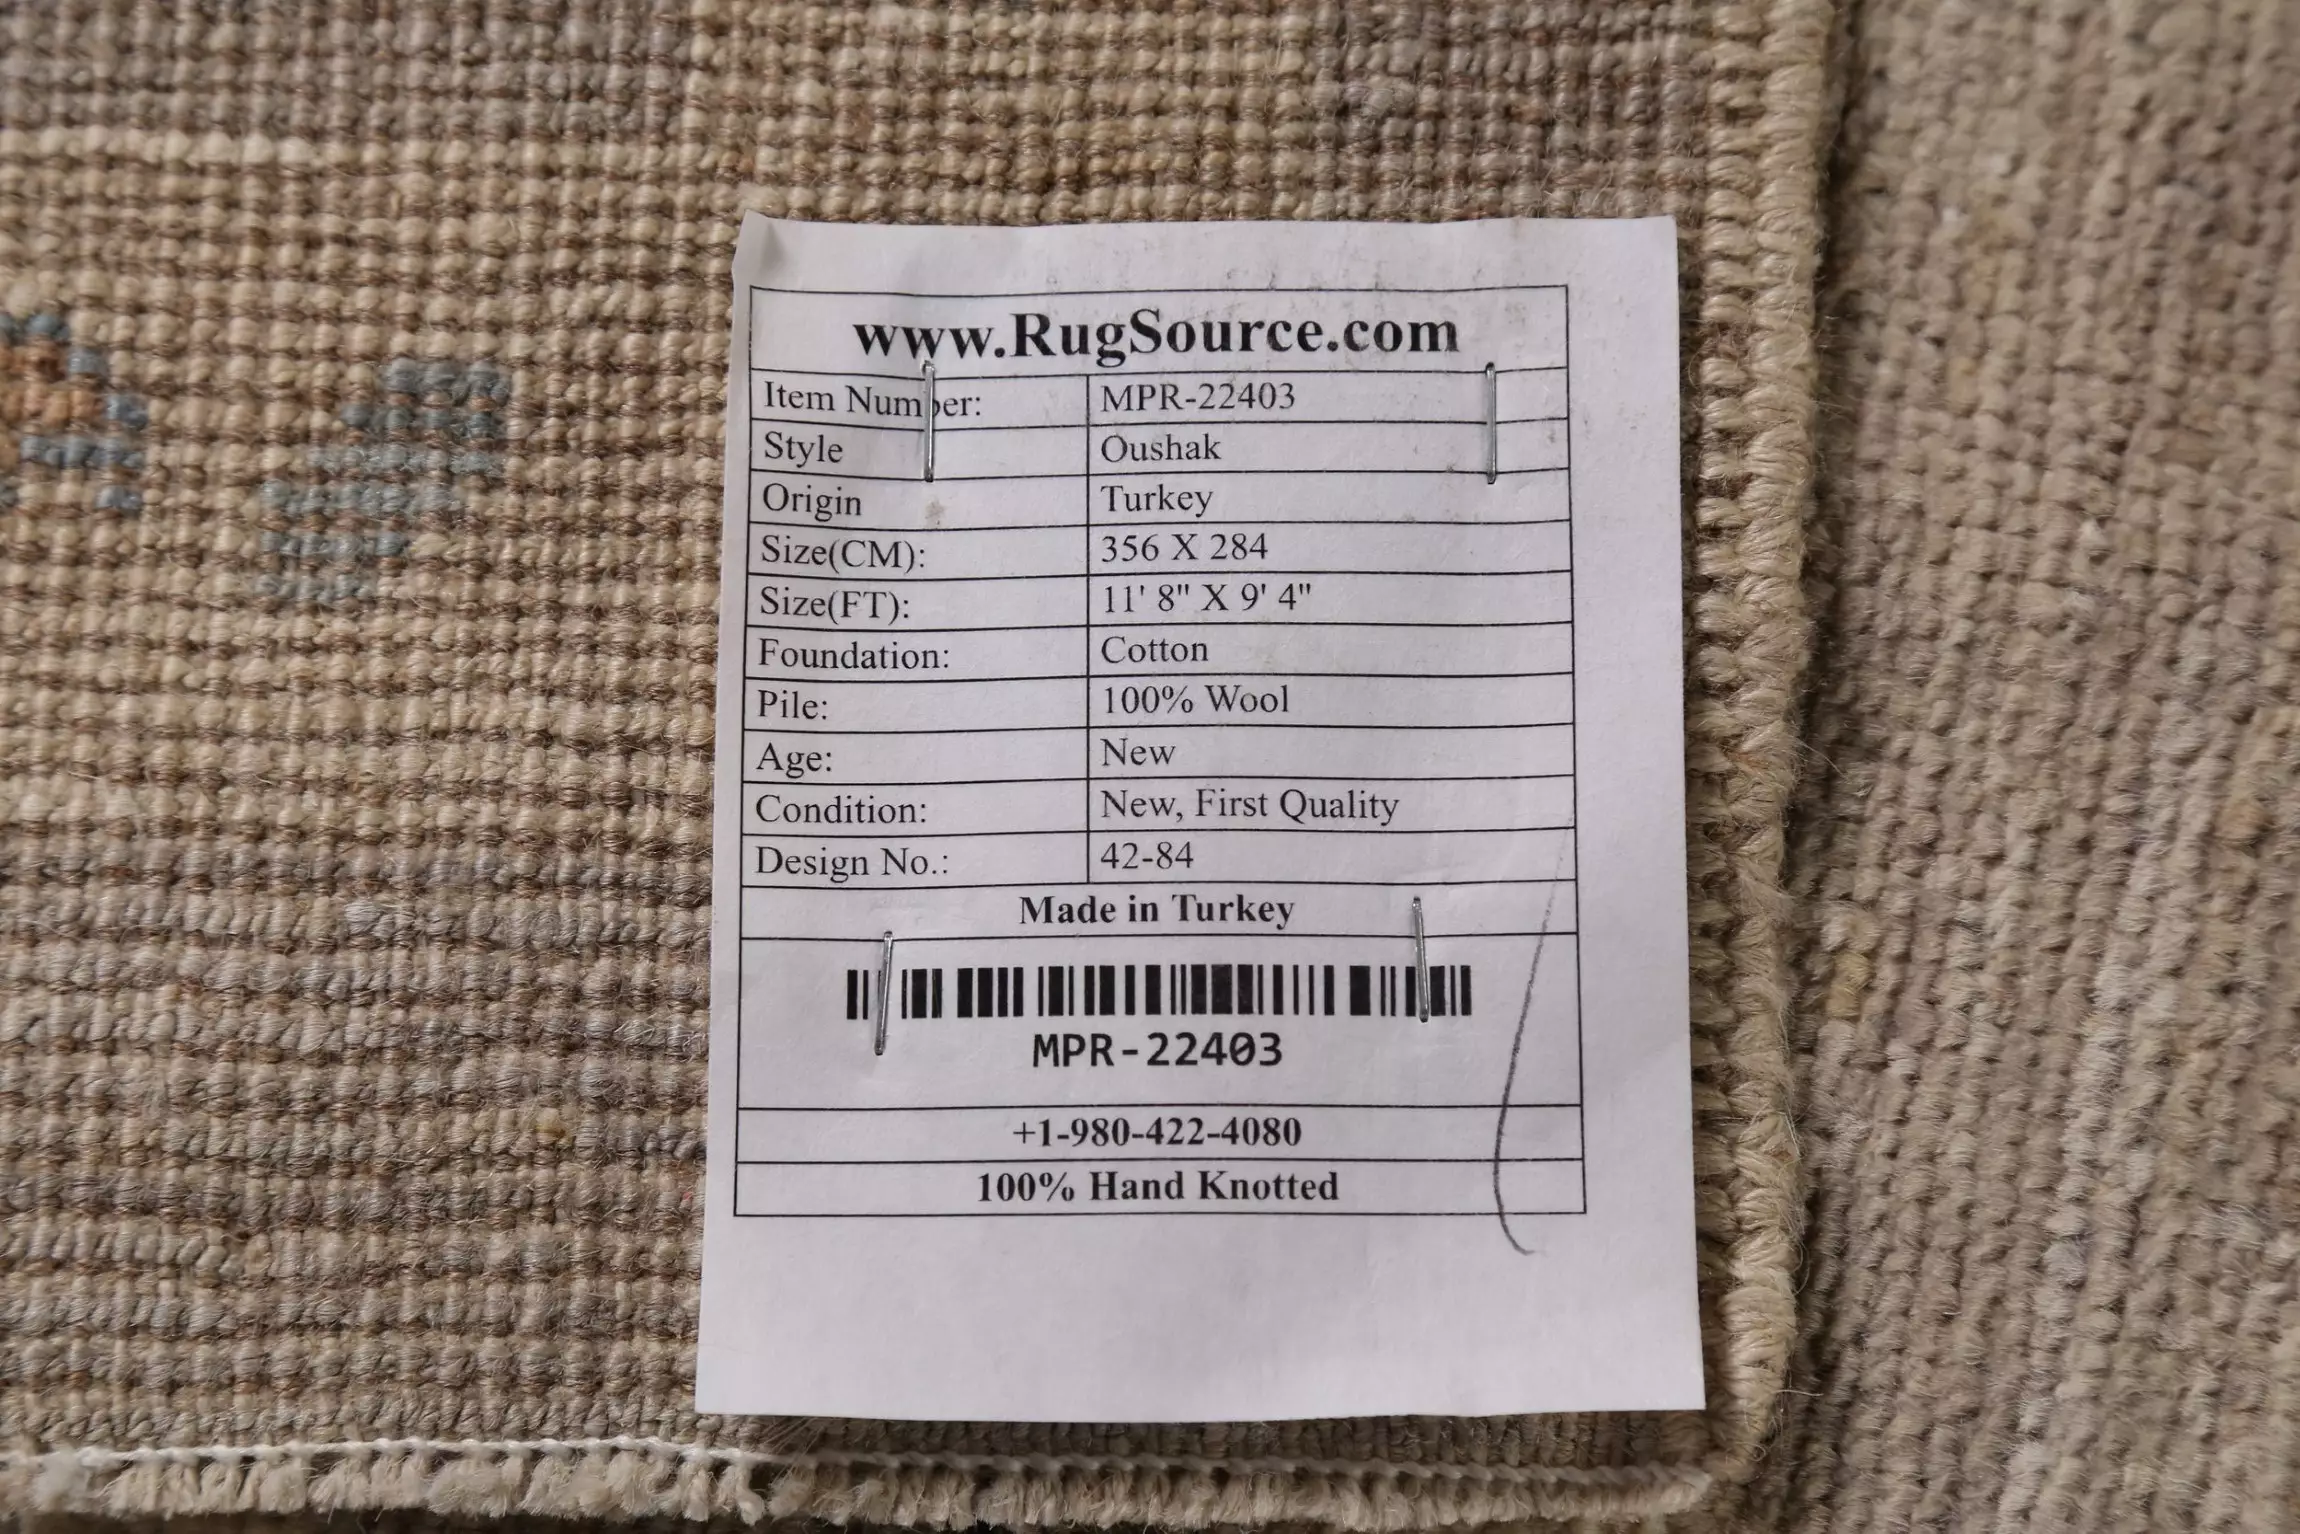 www.RugSource.com
Item Number: MPR-22403
Style Oushak
Origin Turkey
Size(CM): 356 X 284
Size(FT): 11' 8" X 9' 4"
Foundation: Cotton
Pile: 100% Wool
Age: New
Condition: New, First Quality
Design No.: 42-84
Made in Turkey
MPR-22403
+1-980-422-4080
100% Hand Knotted